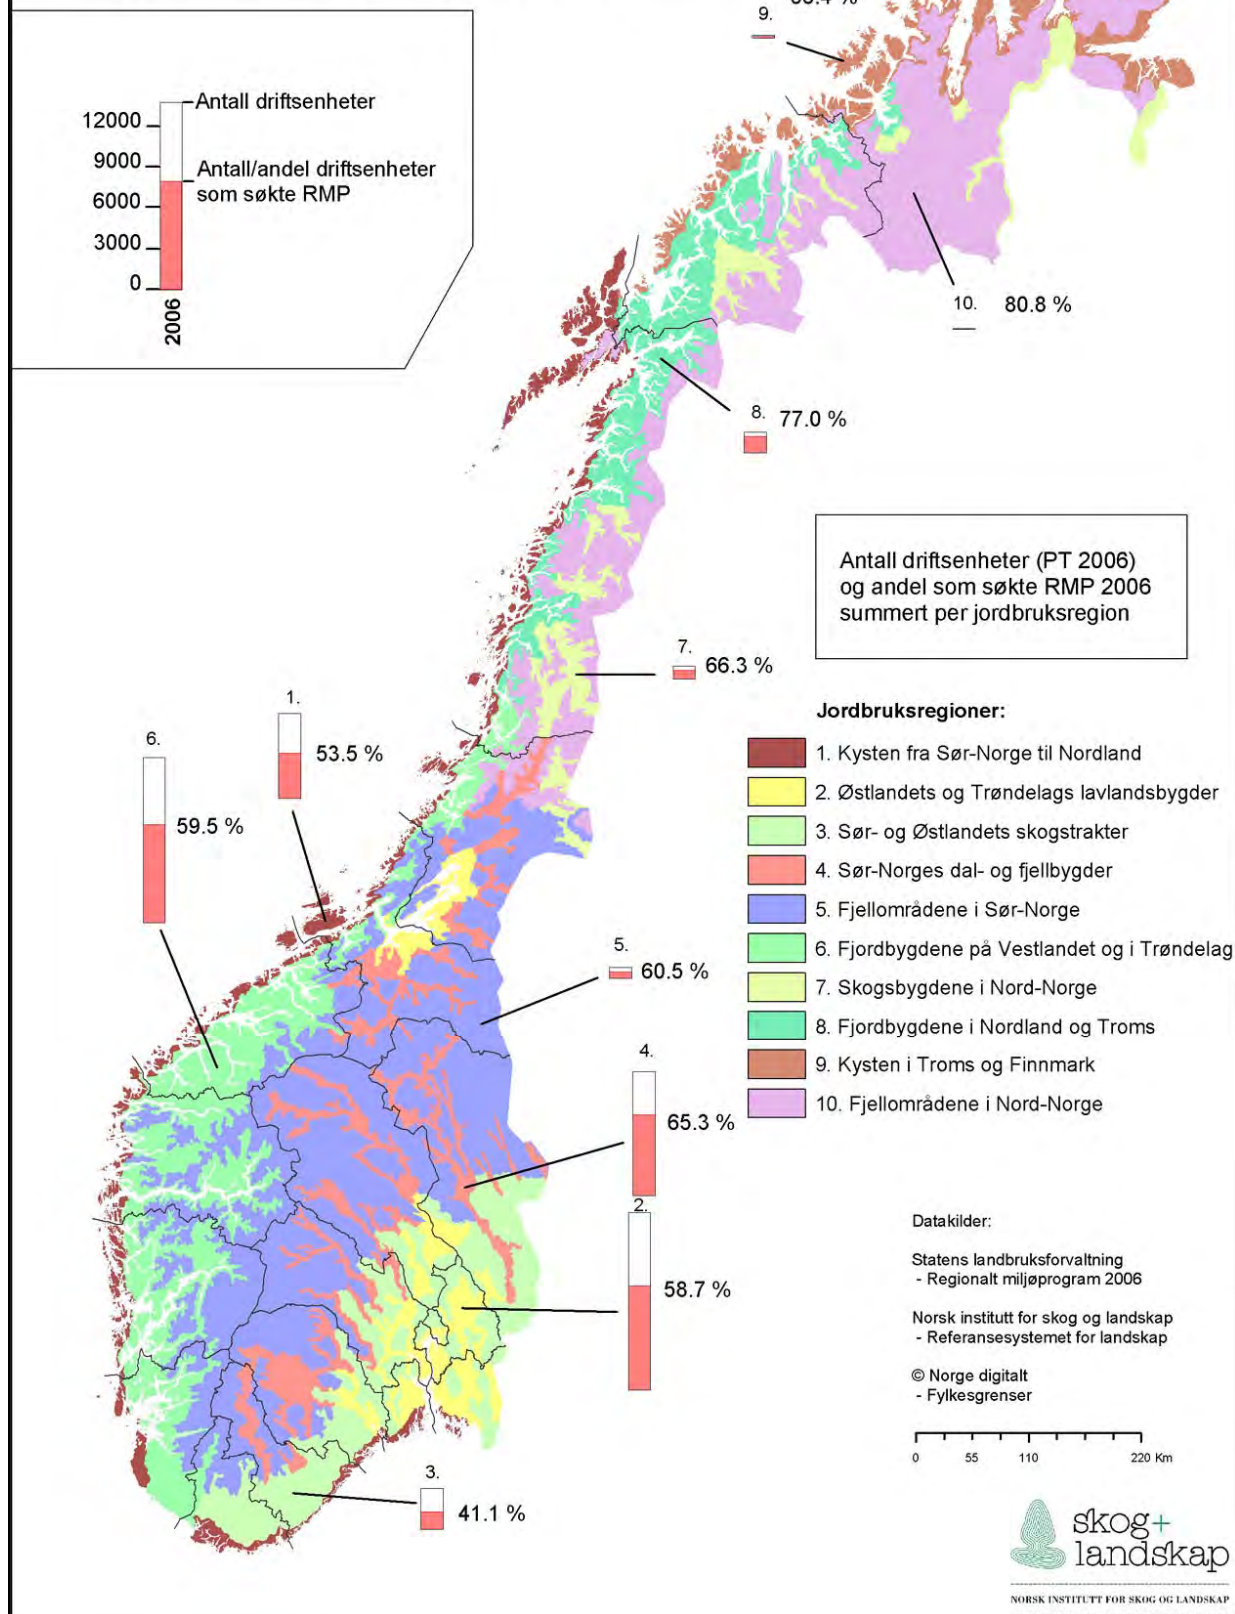 9.
12000
Antall driftsenheter
9000
Antall/andel driftsenheter
som søkte RMP
6000
3000
0
2006
10. 80.8 %
8. 77.0 %
Antall driftsenheter (PT 2006)
og andel som søkte RMP 2006
summert per jordbruksregion
7. 66.3 %
1. 53.5 %
6. 59.5 %
5. 60.5 %
4. 65.3 %
2. 58.7 %
3. 41.1 %
Jordbruksregioner:
1. Kysten fra Sør-Norge til Nordland
2. Østlandets og Trøndelags lavlandsbygder
3. Sør- og Østlandets skogstrakter
4. Sør-Norges dal- og fjellbygder
5. Fjellområdene i Sør-Norge
6. Fjordbygdene på Vestlandet og i Trøndelag
7. Skogsbygdene i Nord-Norge
8. Fjordbygdene i Nordland og Troms
9. Kysten i Troms og Finnmark
10. Fjellområdene i Nord-Norge
Datakilder:
Statens landbruksforvaltning
- Regionalt miljøprogram 2006
Norsk institutt for skog og landskap
- Referansesystemet for landskap
© Norge digitalt
- Fylkesgrenser
0 55 110 220 Km
skog+
landskap
NORSK INSTITUTT FOR SKOG OG LANDSKAP